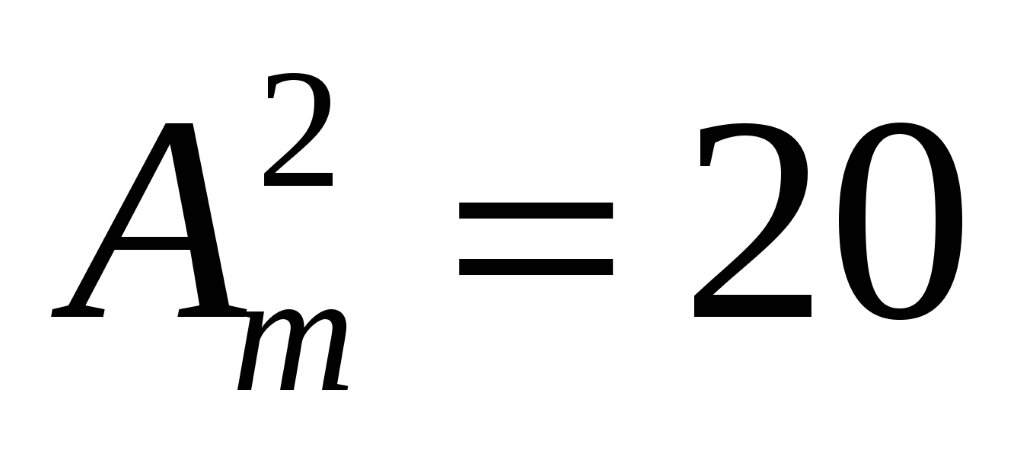 $A_m^2 = 20$